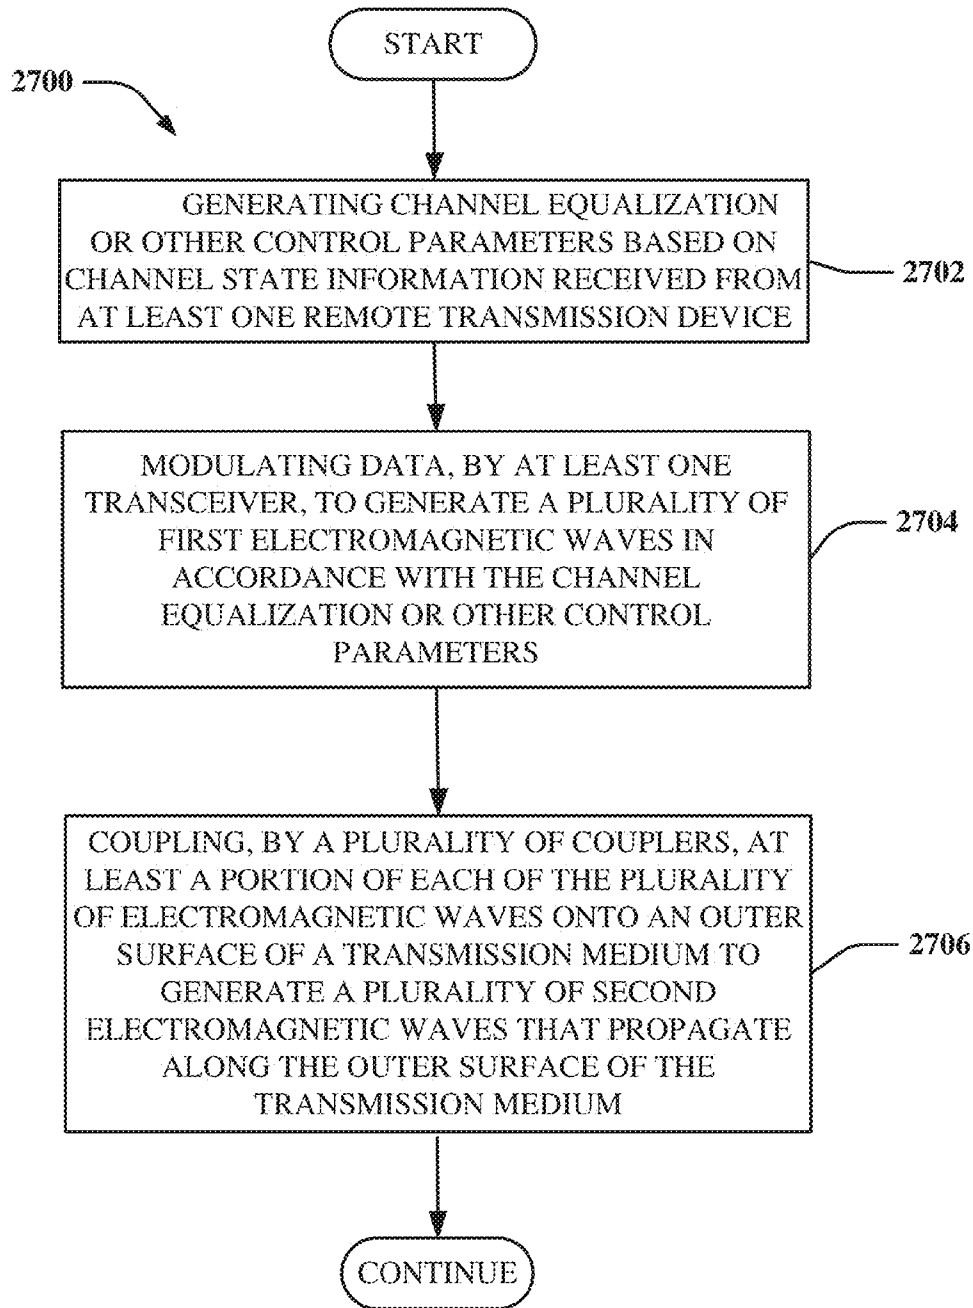 START
2700
GENERATING CHANNEL EQUALIZATION
OR OTHER CONTROL PARAMETERS BASED ON
CHANNEL STATE INFORMATION RECEIVED FROM
AT LEAST ONE REMOTE TRANSMISSION DEVICE
2702
MODULATING DATA, BY AT LEAST ONE
TRANSCEIVER, TO GENERATE A PLURALITY OF
FIRST ELECTROMAGNETIC WAVES IN
ACCORDANCE WITH THE CHANNEL
EQUALIZATION OR OTHER CONTROL
PARAMETERS
2704
COUPLING, BY A PLURALITY OF COUPLERS, AT
LEAST A PORTION OF EACH OF THE PLURALITY
OF ELECTROMAGNETIC WAVES ONTO AN OUTER
SURFACE OF A TRANSMISSION MEDIUM TO
GENERATE A PLURALITY OF SECOND
ELECTROMAGNETIC WAVES THAT PROPAGATE
ALONG THE OUTER SURFACE OF THE
TRANSMISSION MEDIUM
2706
CONTINUE